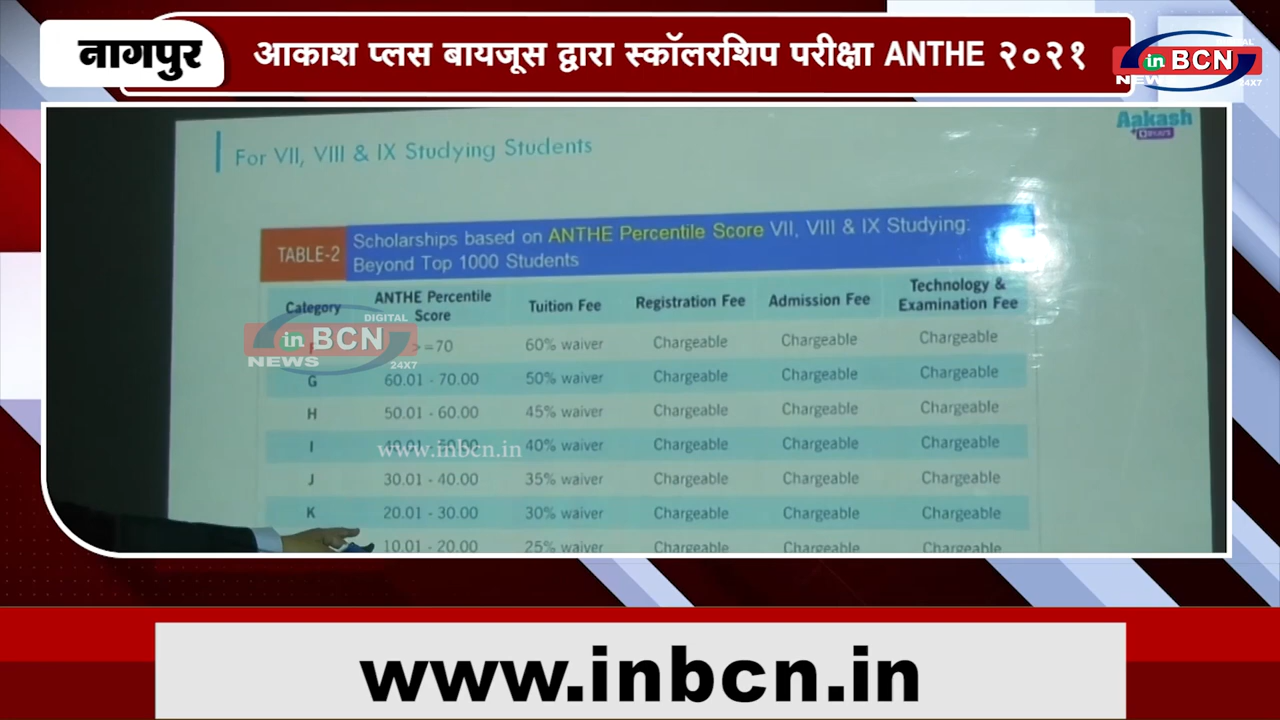 नागपुर
आकाश प्लस बायजूस द्वारा स्कॉलरशिप परीक्षा ANTHE २०२१
DIGITAL
in BCN
NEWS 24X7
Aakash
+ BYJU'S
For VII, VIII & IX Studying Students
TABLE-2
Scholarships based on ANTHE Percentile Score VII, VIII & IX Studying:
Beyond Top 1000 Students
Category ANTHE Percentile Score Tuition Fee Registration Fee Admission Fee Technology & Examination Fee
F >=70 60% waiver Chargeable Chargeable Chargeable
G 60.01 - 70.00 50% waiver Chargeable Chargeable Chargeable
H 50.01 - 60.00 45% waiver Chargeable Chargeable Chargeable
I 40.01 - 50.00 40% waiver Chargeable Chargeable Chargeable
J 30.01 - 40.00 35% waiver Chargeable Chargeable Chargeable
K 20.01 - 30.00 30% waiver Chargeable Chargeable Chargeable
10.01 - 20.00 25% waiver Chargeable Chargeable Chargeable
DIGITAL
in BCN
NEWS 24X7
www.inbcn.in
www.inbcn.in